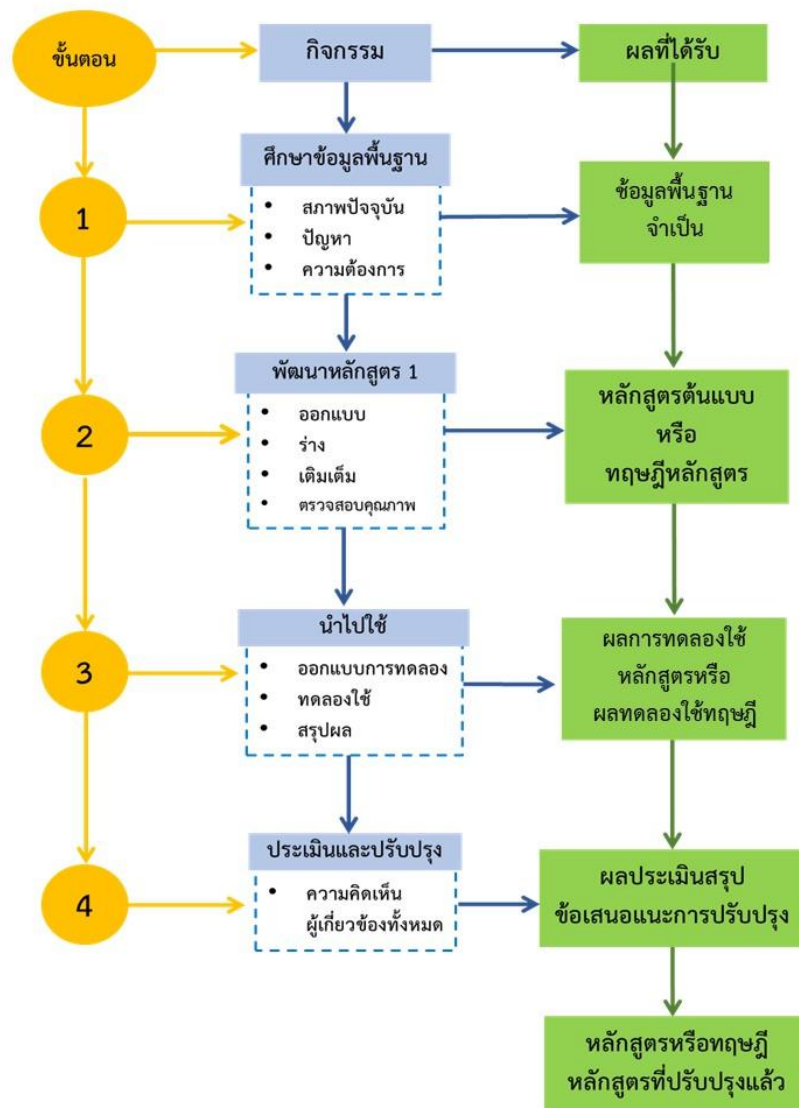 ขั้นตอน
กิจกรรม
ผลที่ได้รับ
1
ศึกษาข้อมูลพื้นฐาน
• สภาพปัจจุบัน
• ปัญหา
• ความต้องการ
ช้อมูลพื้นฐาน
จำเป็น
2
พัฒนาหลักสูตร 1
• ออกแบบ
• ร่าง
• เติมเต็ม
• ตรวจสอบคุณภาพ
หลักสูตรต้นแบบ
หรือ
ทฤษฎีหลักสูตร
3
นำไปใช้
• ออกแบบการทดลอง
• ทดลองใช้
• สรุปผล
ผลการทดลองใช้
หลักสูตรหรือ
ผลทดลองใช้ทฤษฎี
4
ประเมินและปรับปรุง
• ความคิดเห็น
ผู้เกี่ยวข้องทั้งหมด
ผลประเมินสรุป
ข้อเสนอแนะการปรับปรุง
หลักสูตรหรือทฤษฎี
หลักสูตรที่ปรับปรุงแล้ว